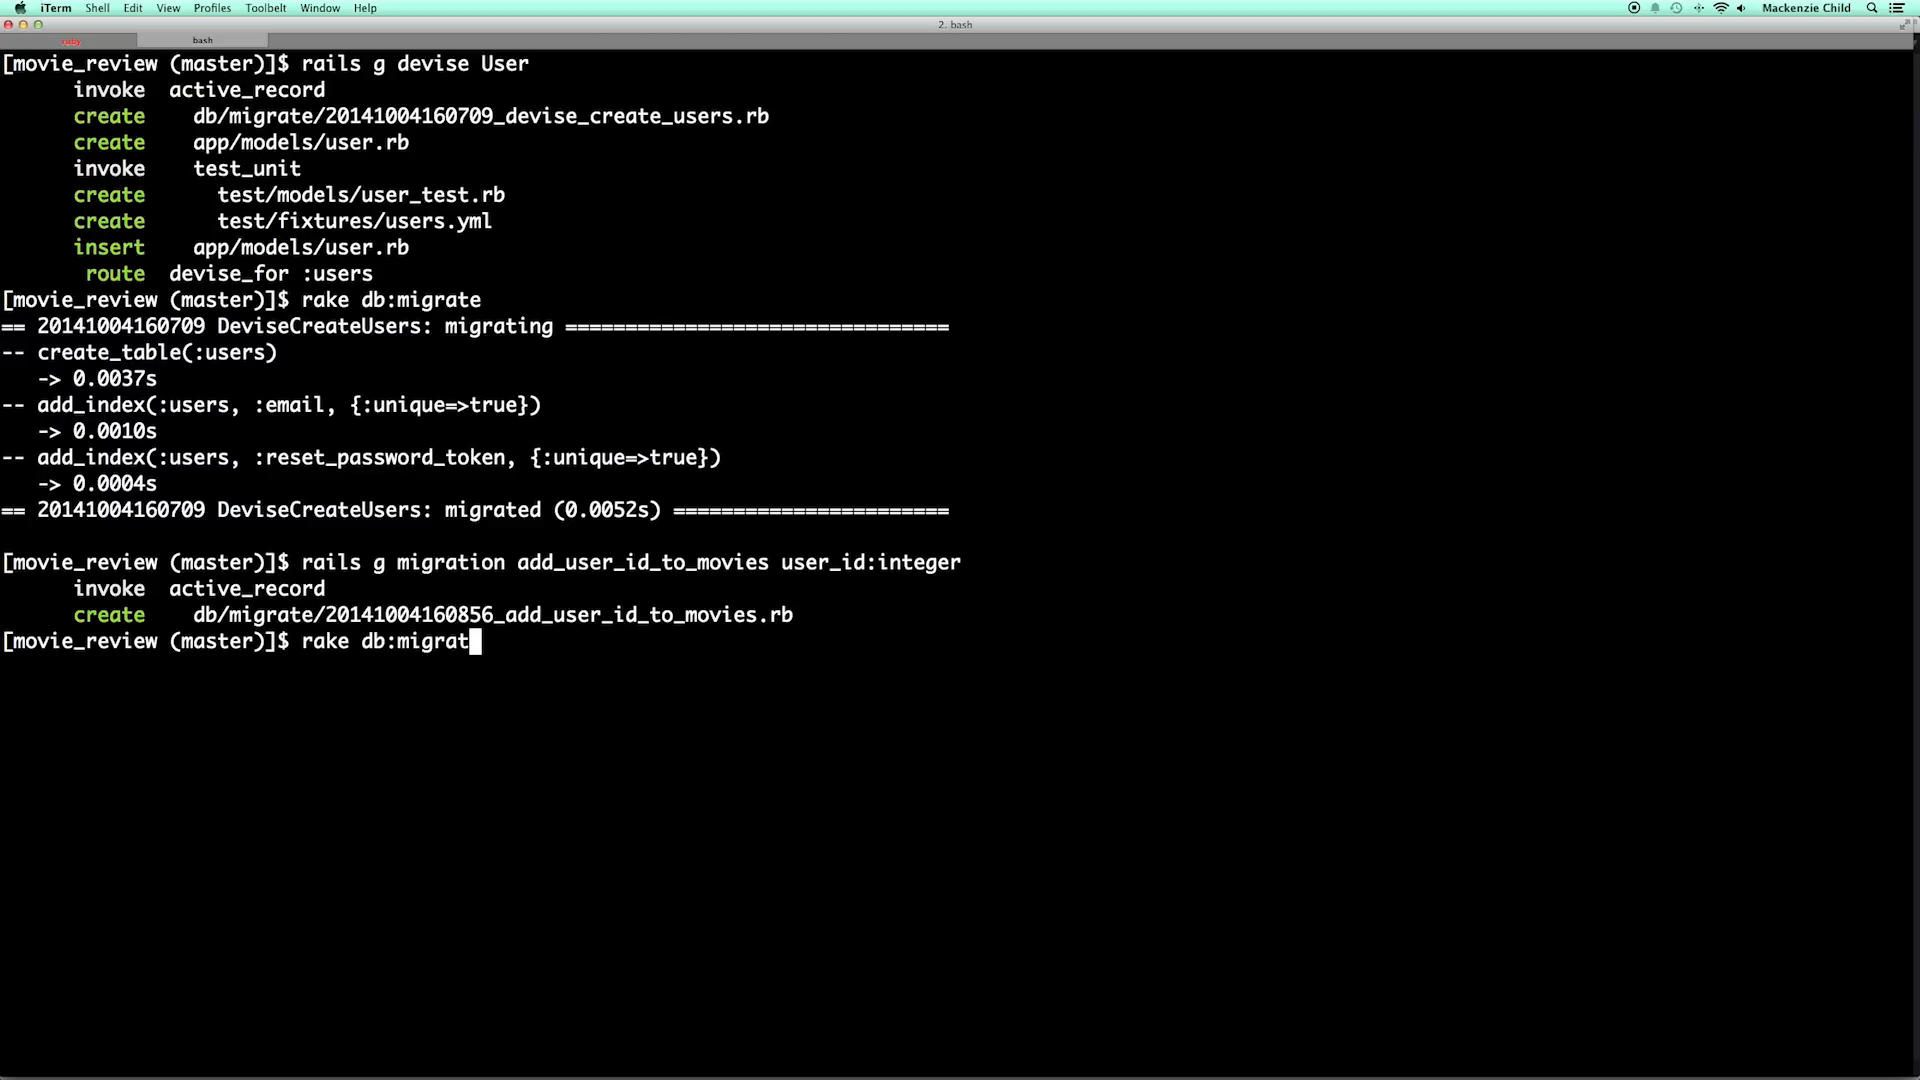 iTerm Shell Edit View Profiles Toolbelt Window Help Mackenzie Child
2. bash
ruby bash
[movie_review (master)]$ rails g devise User
invoke active_record
create db/migrate/20141004160709_devise_create_users.rb
create app/models/user.rb
invoke test_unit
create test/models/user_test.rb
create test/fixtures/users.yml
insert app/models/user.rb
route devise_for :users
[movie_review (master)]$ rake db:migrate
== 20141004160709 DeviseCreateUsers: migrating ================================
-- create_table(:users)
-> 0.0037s
-- add_index(:users, :email, {:unique=>true})
-> 0.0010s
-- add_index(:users, :reset_password_token, {:unique=>true})
-> 0.0004s
== 20141004160709 DeviseCreateUsers: migrated (0.0052s) =======================
[movie_review (master)]$ rails g migration add_user_id_to_movies user_id:integer
invoke active_record
create db/migrate/20141004160856_add_user_id_to_movies.rb
[movie_review (master)]$ rake db:migrat